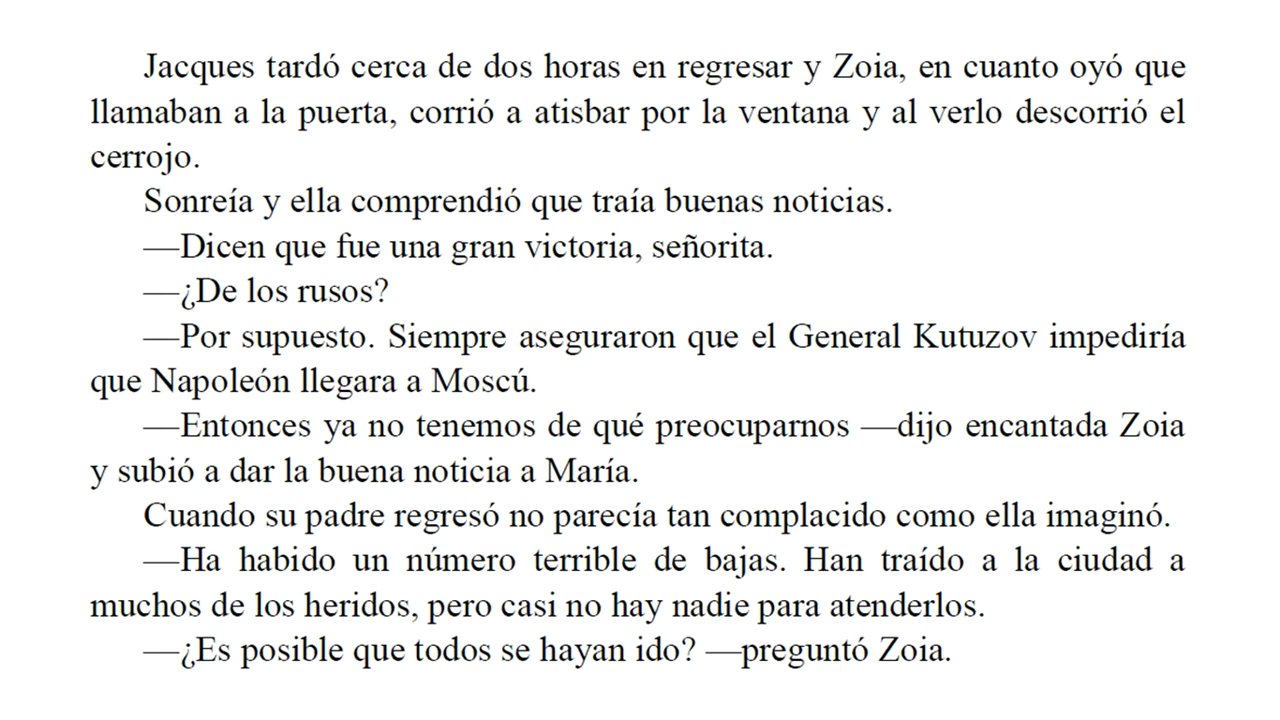 Jacques tardó cerca de dos horas en regresar y Zoia, en cuanto oyó que
llamaban a la puerta, corrió a atisbar por la ventana y al verlo descorrió el
cerrojo.
Sonreía y ella comprendió que traía buenas noticias.
—Dicen que fue una gran victoria, señorita.
—¿De los rusos?
—Por supuesto. Siempre aseguraron que el General Kutuzov impediría
que Napoleón llegara a Moscú.
—Entonces ya no tenemos de qué preocuparnos —dijo encantada Zoia
y subió a dar la buena noticia a María.
Cuando su padre regresó no parecía tan complacido como ella imaginó.
—Ha habido un número terrible de bajas. Han traído a la ciudad a
muchos de los heridos, pero casi no hay nadie para atenderlos.
—¿Es posible que todos se hayan ido? —preguntó Zoia.